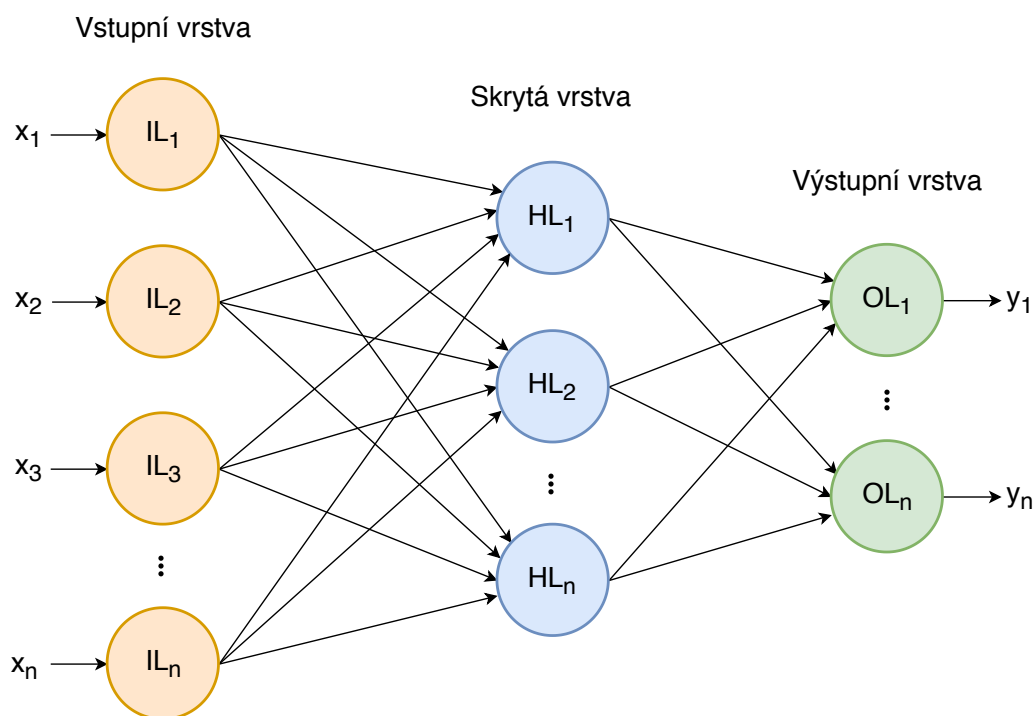 Vstupní vrstva
Skrytá vrstva
Výstupní vrstva
x1
IL1
x2
IL2
x3
IL3
...
xn
ILn
HL1
HL2
...
HLn
OL1
y1
...
OLn
yn